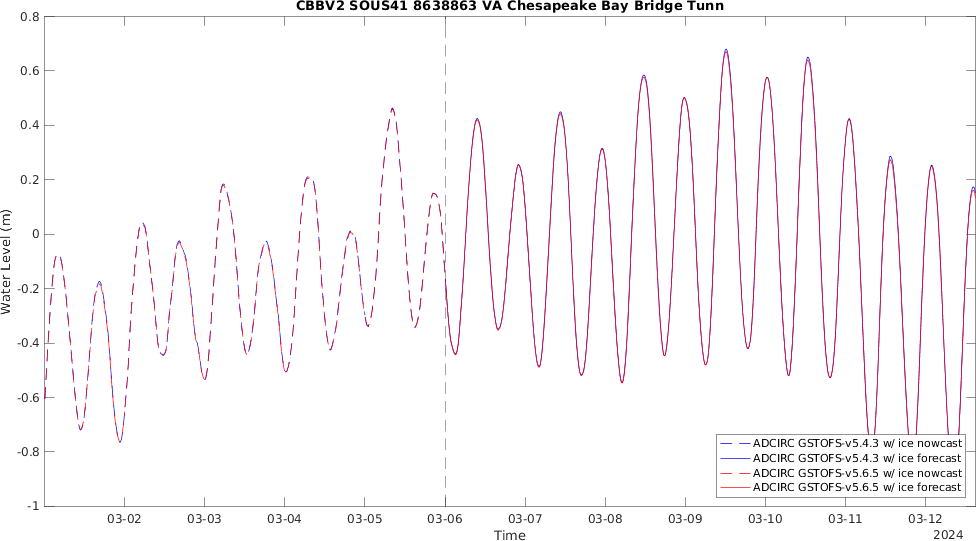 CBBV2 SOUS41 8638863 VA Chesapeake Bay Bridge Tunn
0.8
0.6
0.4
0.2
0
-0.2
-0.4
-0.6
-0.8
-1
Water Level (m)
ADCIRC GSTOFS-v5.4.3 w/ ice nowcast
ADCIRC GSTOFS-v5.4.3 w/ ice forecast
ADCIRC GSTOFS-v5.6.5 w/ ice nowcast
ADCIRC GSTOFS-v5.6.5 w/ ice forecast
03-02 03-03 03-04 03-05 03-06 03-07 03-08 03-09 03-10 03-11 03-12
Time
2024